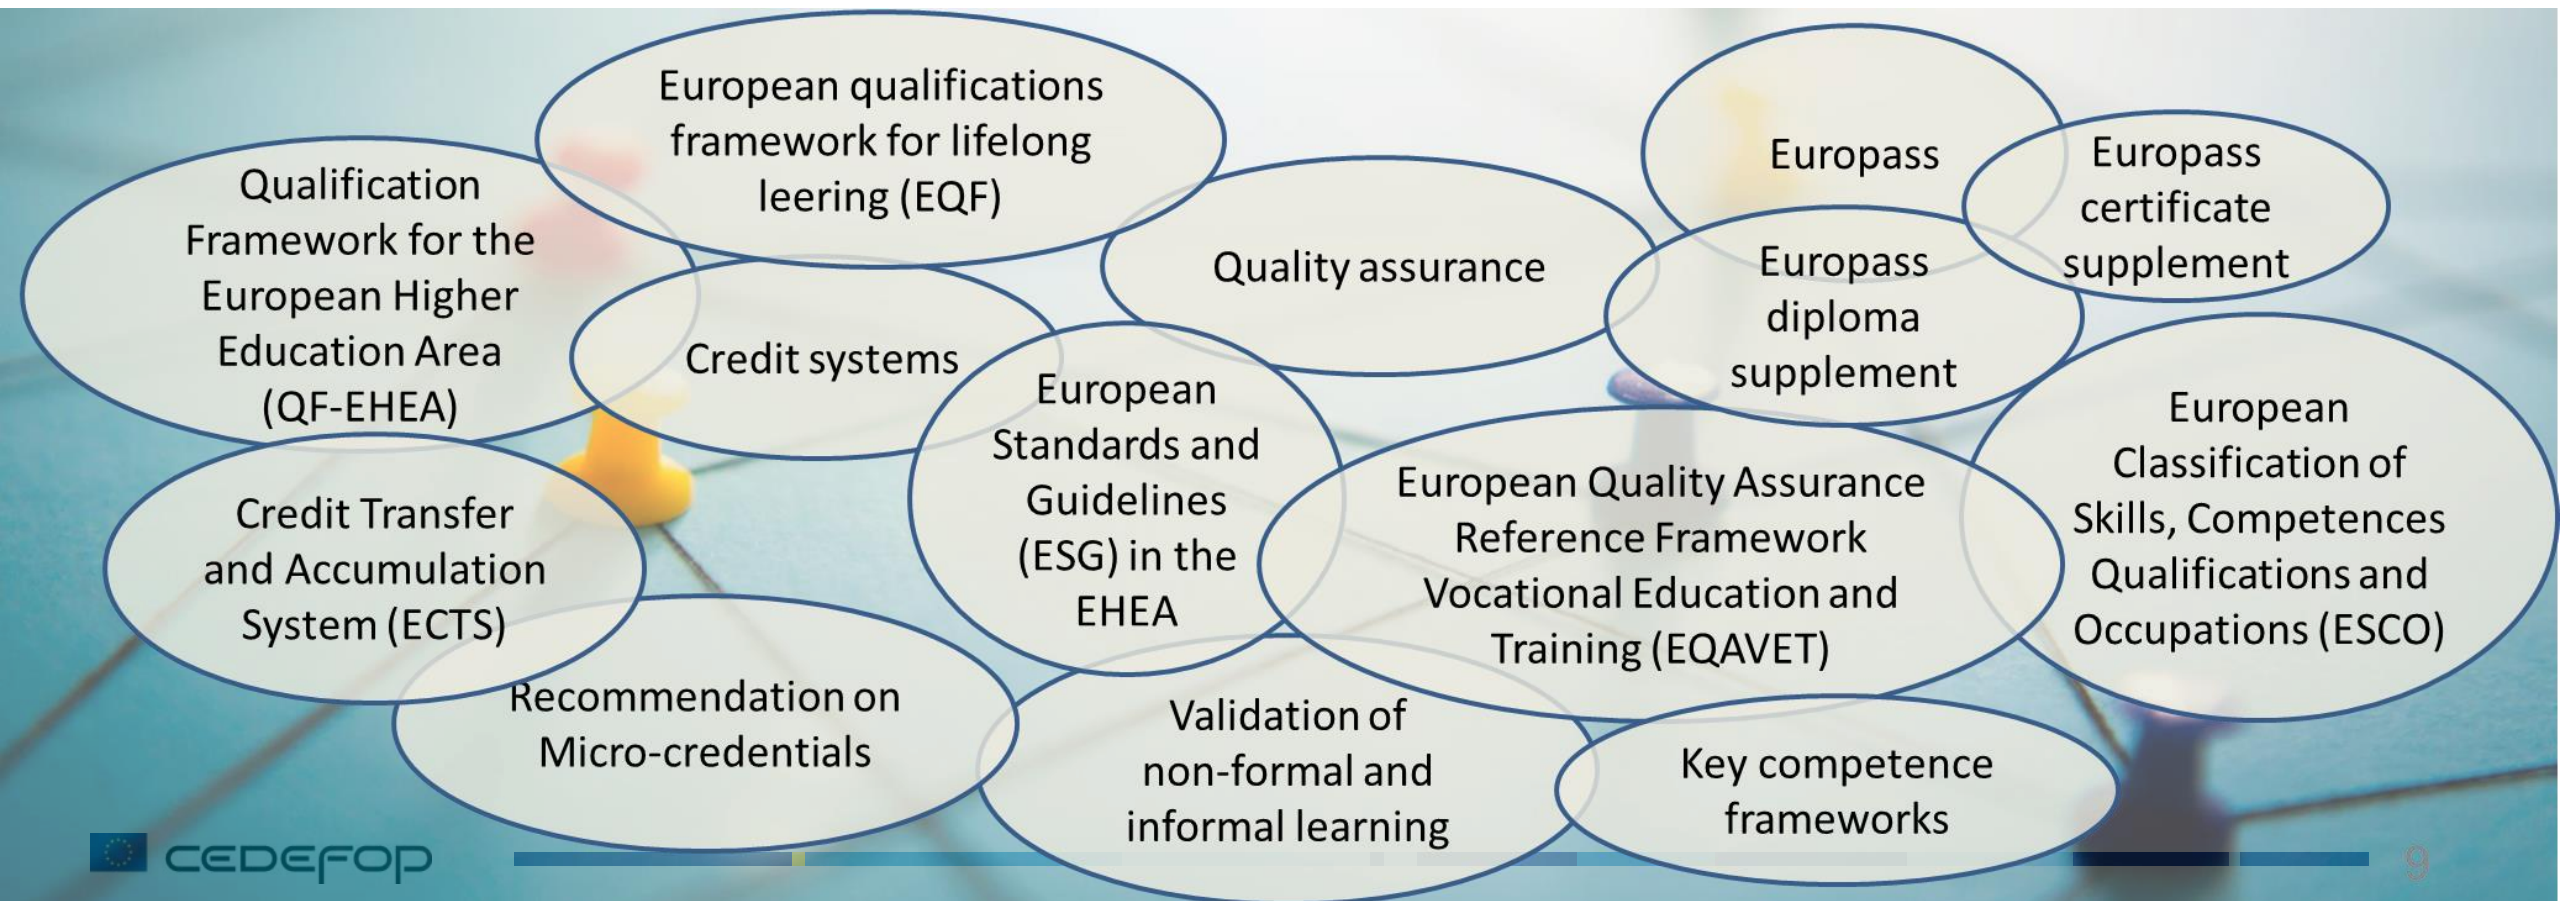 European qualifications
framework for lifelong
leering (EQF)
Qualification
Framework for the
European Higher
Education Area
(QF-EHEA)
Credit systems
Quality assurance
Europass
Europass
certificate
supplement
Europass
diploma
supplement
European
Standards and
Guidelines
(ESG) in the
EHEA
European Quality Assurance
Reference Framework
Vocational Education and
Training (EQAVET)
European
Classification of
Skills, Competences
Qualifications and
Occupations (ESCO)
Credit Transfer
and Accumulation
System (ECTS)
Recommendation on
Micro-credentials
Validation of
non-formal and
informal learning
Key competence
frameworks
CEDEFOP
9